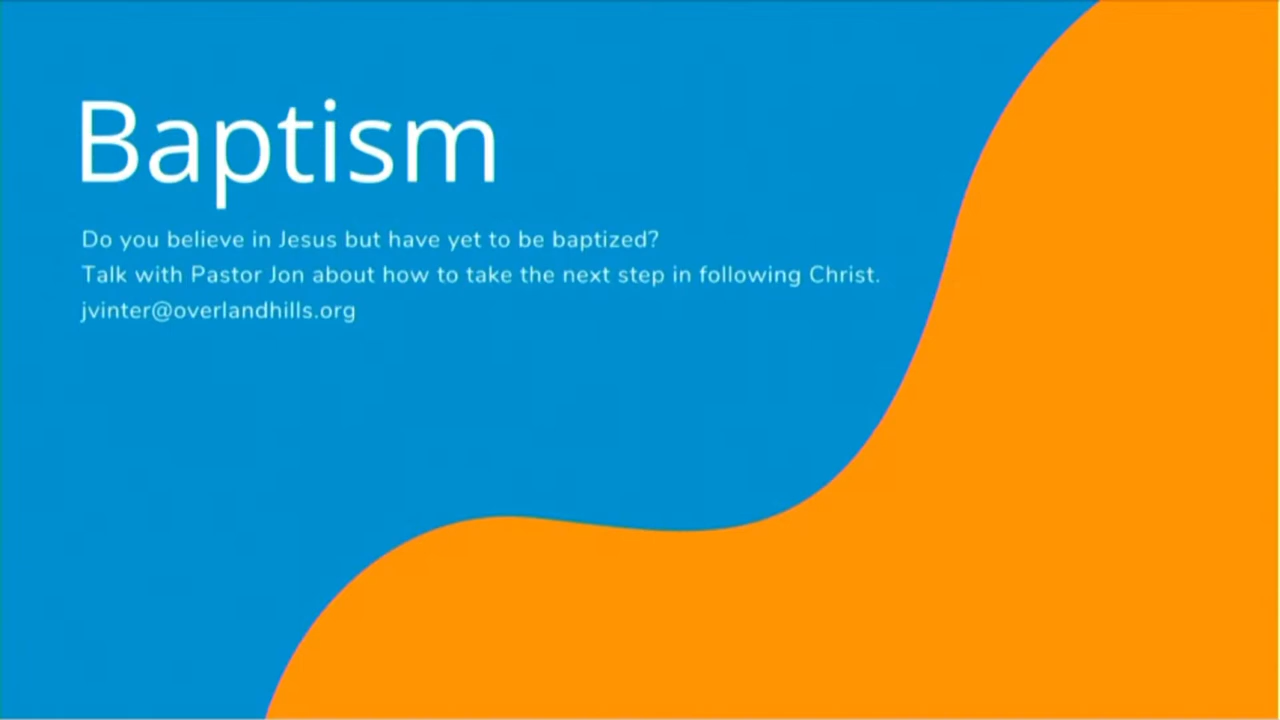 Baptism
Do you believe in Jesus but have yet to be baptized?
Talk with Pastor Jon about how to take the next step in following Christ.
jvinter@overlandhills.org